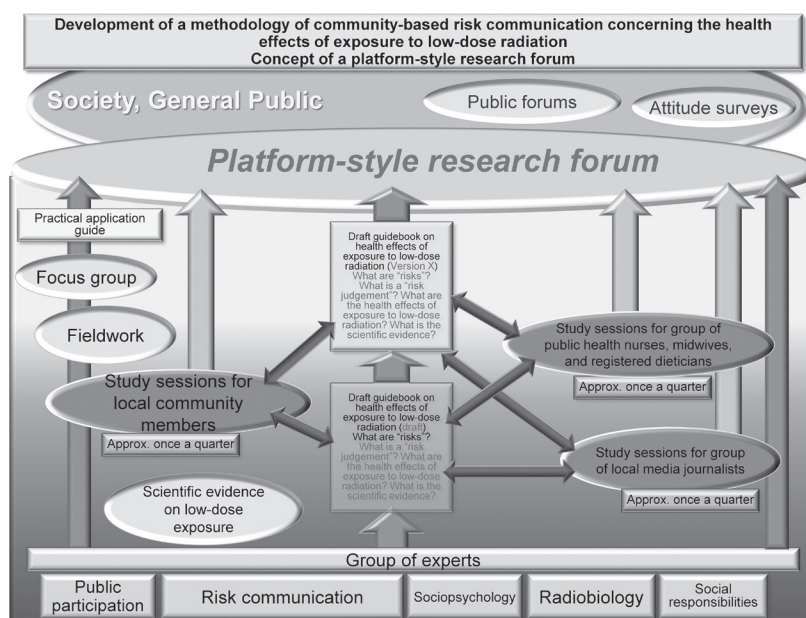 Development of a methodology of community-based risk communication concerning the health
effects of exposure to low-dose radiation
Concept of a platform-style research forum
Society, General Public
Public forums
Attitude surveys
Platform-style research forum
Practical application
guide
Focus group
Fieldwork
Draft guidebook on
health effects of
exposure to low-dose
radiation (Version X)
What are "risks"?
What is a "risk
judgement"? What are
the health effects of
exposure to low-dose
radiation? What is the
scientific evidence?
Study sessions for group of
public health nurses, midwives,
and registered dieticians
Approx. once a quarter
Study sessions for
local community
members
Approx. once a quarter
Draft guidebook on
health effects of
exposure to low-dose
radiation (draft)
What are "risks"?
What is a "risk
judgement"? What are
the health effects of
exposure to low-dose
radiation? What is the
scientific evidence?
Study sessions for group
of local media journalists
Approx. once a quarter
Scientific evidence
on low-dose
exposure
Group of experts
Public
participation
Risk communication
Sociopsychology
Radiobiology
Social
responsibilities